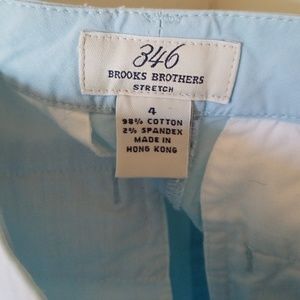 346
BROOKS BROTHERS
STRETCH
4
98% COTTON
2% SPANDEX
MADE IN
HONG KONG